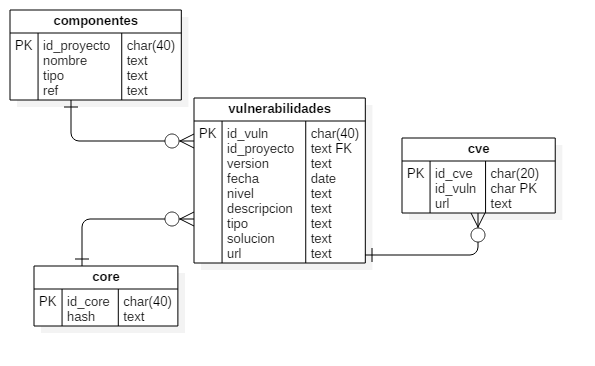 componentes
PK id_proyecto char(40)
nombre text
tipo text
ref text
vulnerabilidades
PK id_vuln char(40)
id_proyecto text FK
version text
fecha date
nivel text
descripcion text
tipo text
solucion text
url text
cve
PK id_cve char(20)
id_vuln char PK
url text
core
PK id_core char(40)
hash text